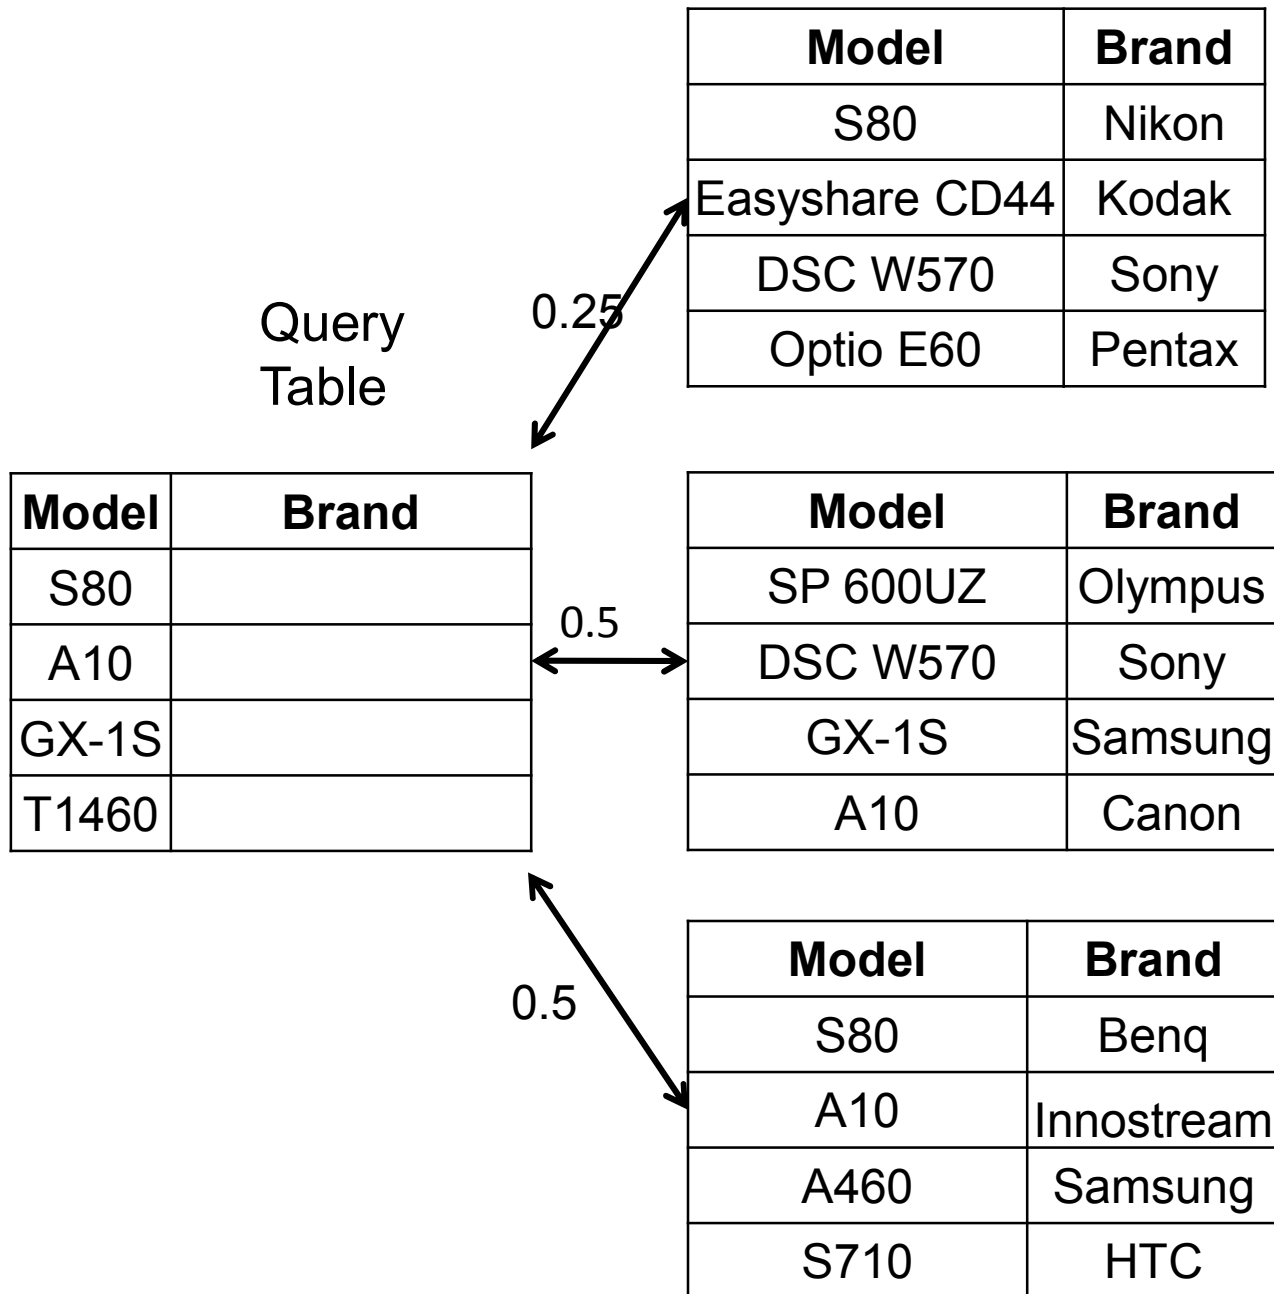 Model Brand
S80 Nikon
Easyshare CD44 Kodak
DSC W570 Sony
Optio E60 Pentax
0.25
Query
Table
Model Brand
S80
A10
GX-1S
T1460
0.5
Model Brand
SP 600UZ Olympus
DSC W570 Sony
GX-1S Samsung
A10 Canon
0.5
Model Brand
S80 Benq
A10 Innostream
A460 Samsung
S710 HTC